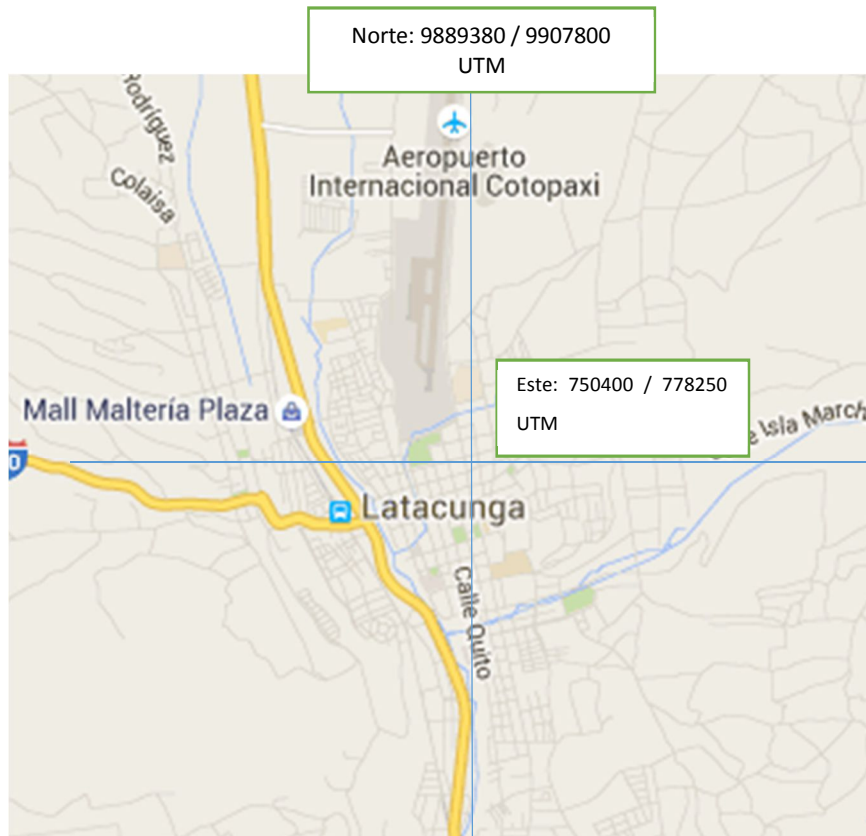 Norte: 9889380 / 9907800
UTM
Rodríguez
Colaisa
Aeropuerto
Internacional Cotopaxi
Este: 750400 / 778250
UTM
Mall Maltería Plaza
e Isla March
0
Latacunga
Calle Quito